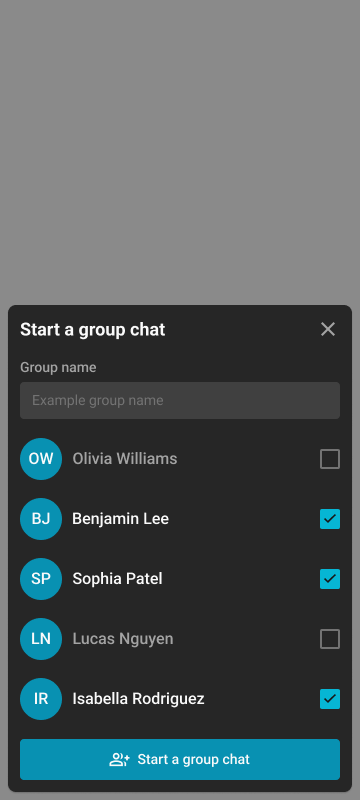 Start a group chat
Group name
Example group name
OW Olivia Williams
BJ Benjamin Lee
SP Sophia Patel
LN Lucas Nguyen
IR Isabella Rodriguez
Start a group chat